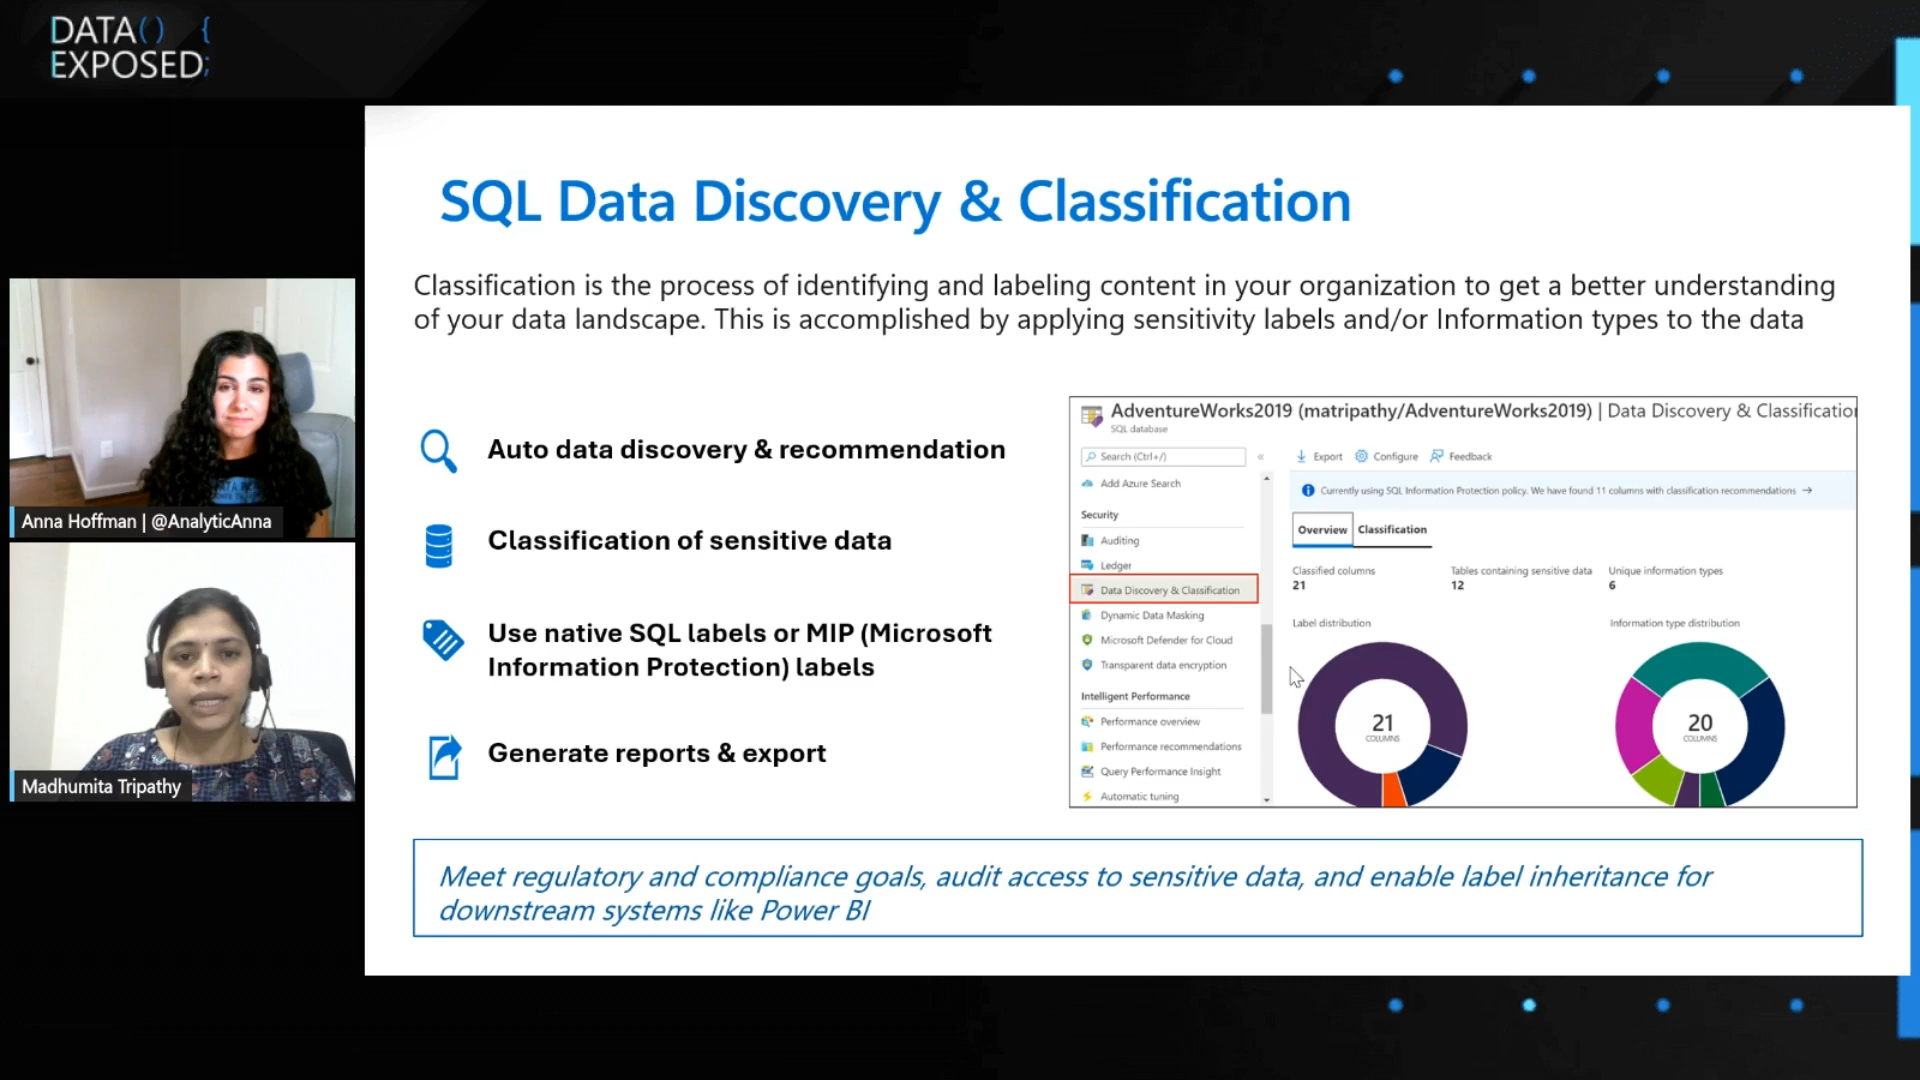 DATA() {
EXPOSED;
SQL Data Discovery & Classification
Classification is the process of identifying and labeling content in your organization to get a better understanding
of your data landscape. This is accomplished by applying sensitivity labels and/or Information types to the data
Auto data discovery & recommendation
Classification of sensitive data
Use native SQL labels or MIP (Microsoft
Information Protection) labels
Generate reports & export
AdventureWorks2019 (matripathy/AdventureWorks2019) | Data Discovery & Classification
SQL database
Search (Ctrl+/)
«
Export
Configure
Feedback
Add Azure Search
Security
Auditing
Ledger
Data Discovery & Classification
Dynamic Data Masking
Microsoft Defender for Cloud
Transparent data encryption
Intelligent Performance
Performance overview
Performance recommendations
Query Performance Insight
Automatic tuning
Currently using SQL Information Protection policy. We have found 11 columns with classification recommendations →
Overview
Classification
Classified columns
21
Tables containing sensitive data
12
Unique information types
6
Label distribution
21
COLUMNS
Information type distribution
20
COLUMNS
Meet regulatory and compliance goals, audit access to sensitive data, and enable label inheritance for
downstream systems like Power BI
Anna Hoffman | @AnalyticAnna
Madhumita Tripathy